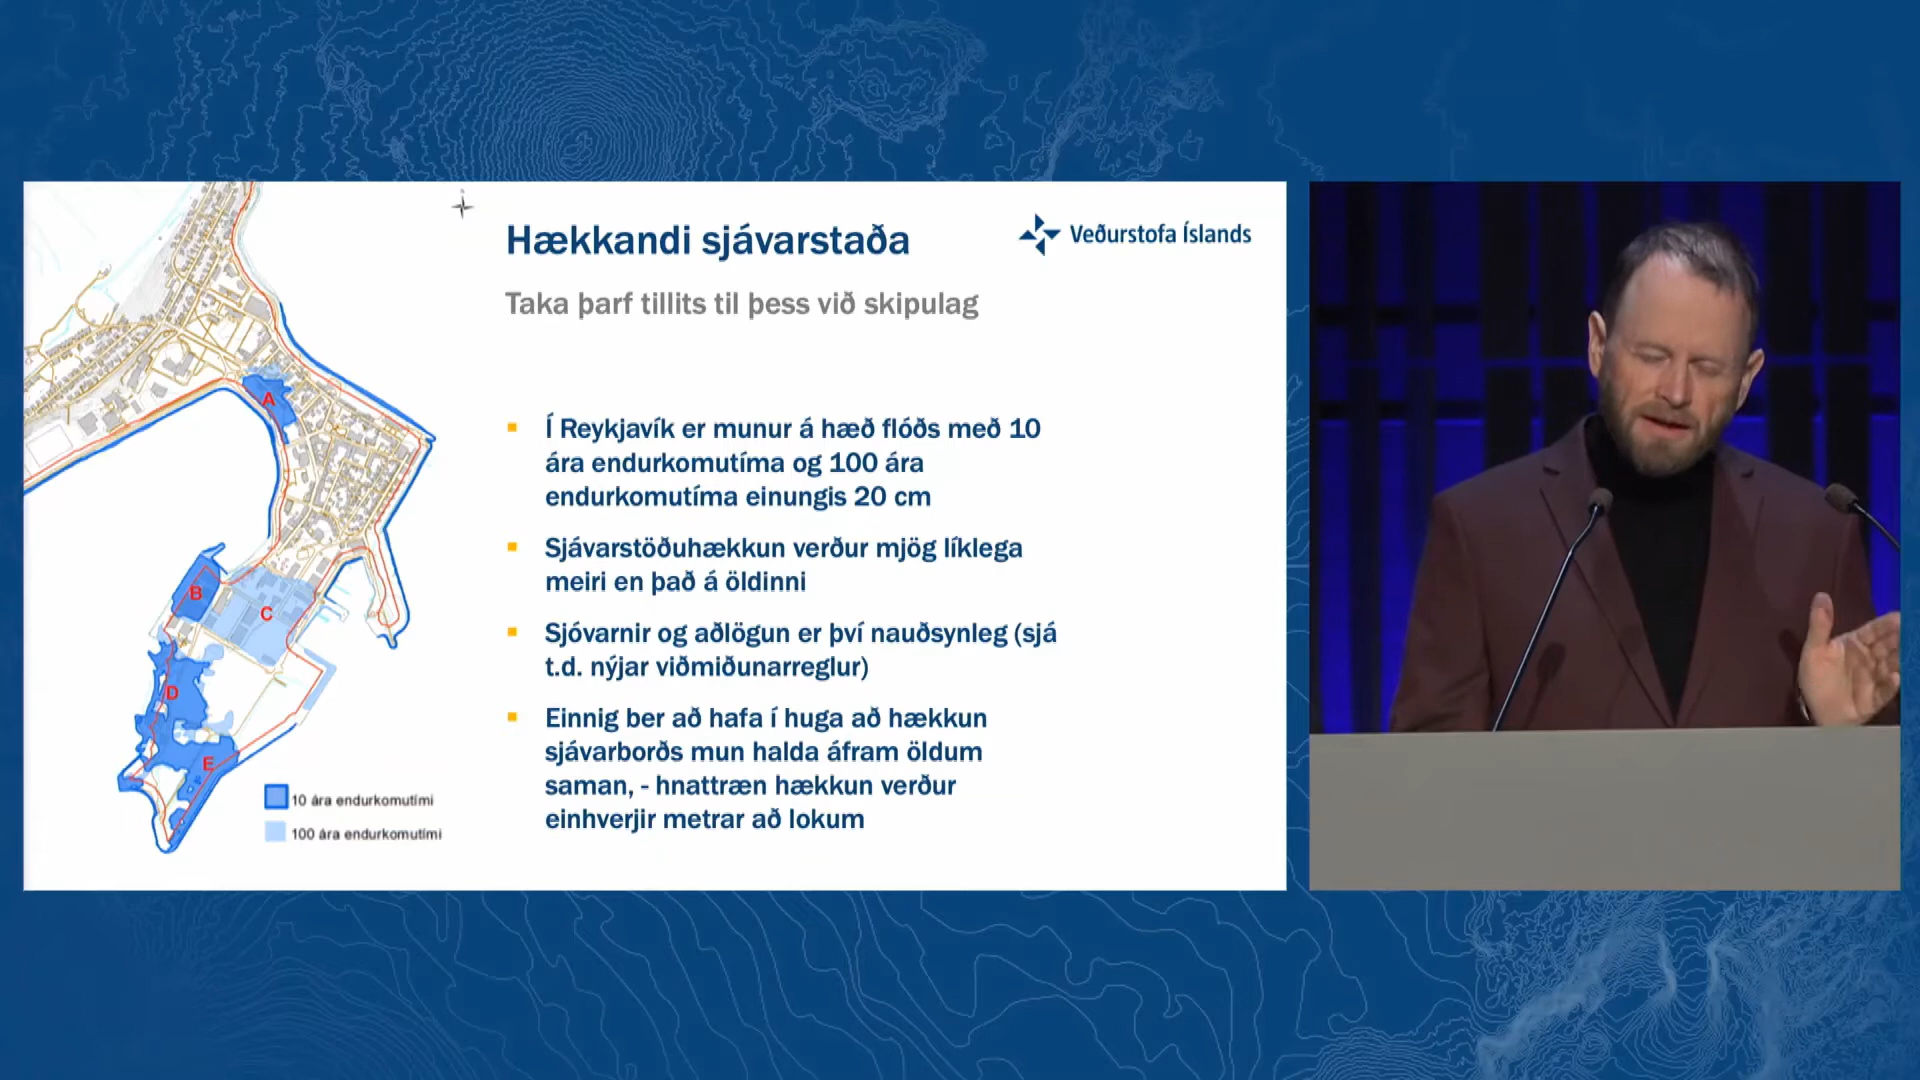 Hækkandi sjávarstaða
Veðurstofa Íslands
Taka þarf tillits til þess við skipulag
Í Reykjavík er munur á hæð flóðs með 10
ára endurkomutíma og 100 ára
endurkomutíma einungis 20 cm
Sjávarstöðuhækkun verður mjög líklega
meiri en það á öldinni
Sjóvarnir og aðlögun er því nauðsynleg (sjá
t.d. nýjar viðmiðunarreglur)
Einnig ber að hafa í huga að hækkun
sjávarborðs mun halda áfram öldum
saman, - hnattræn hækkun verður
einhverjir metrar að lokum
A
B
C
D
E
10 ára endurkomutími
100 ára endurkomutími